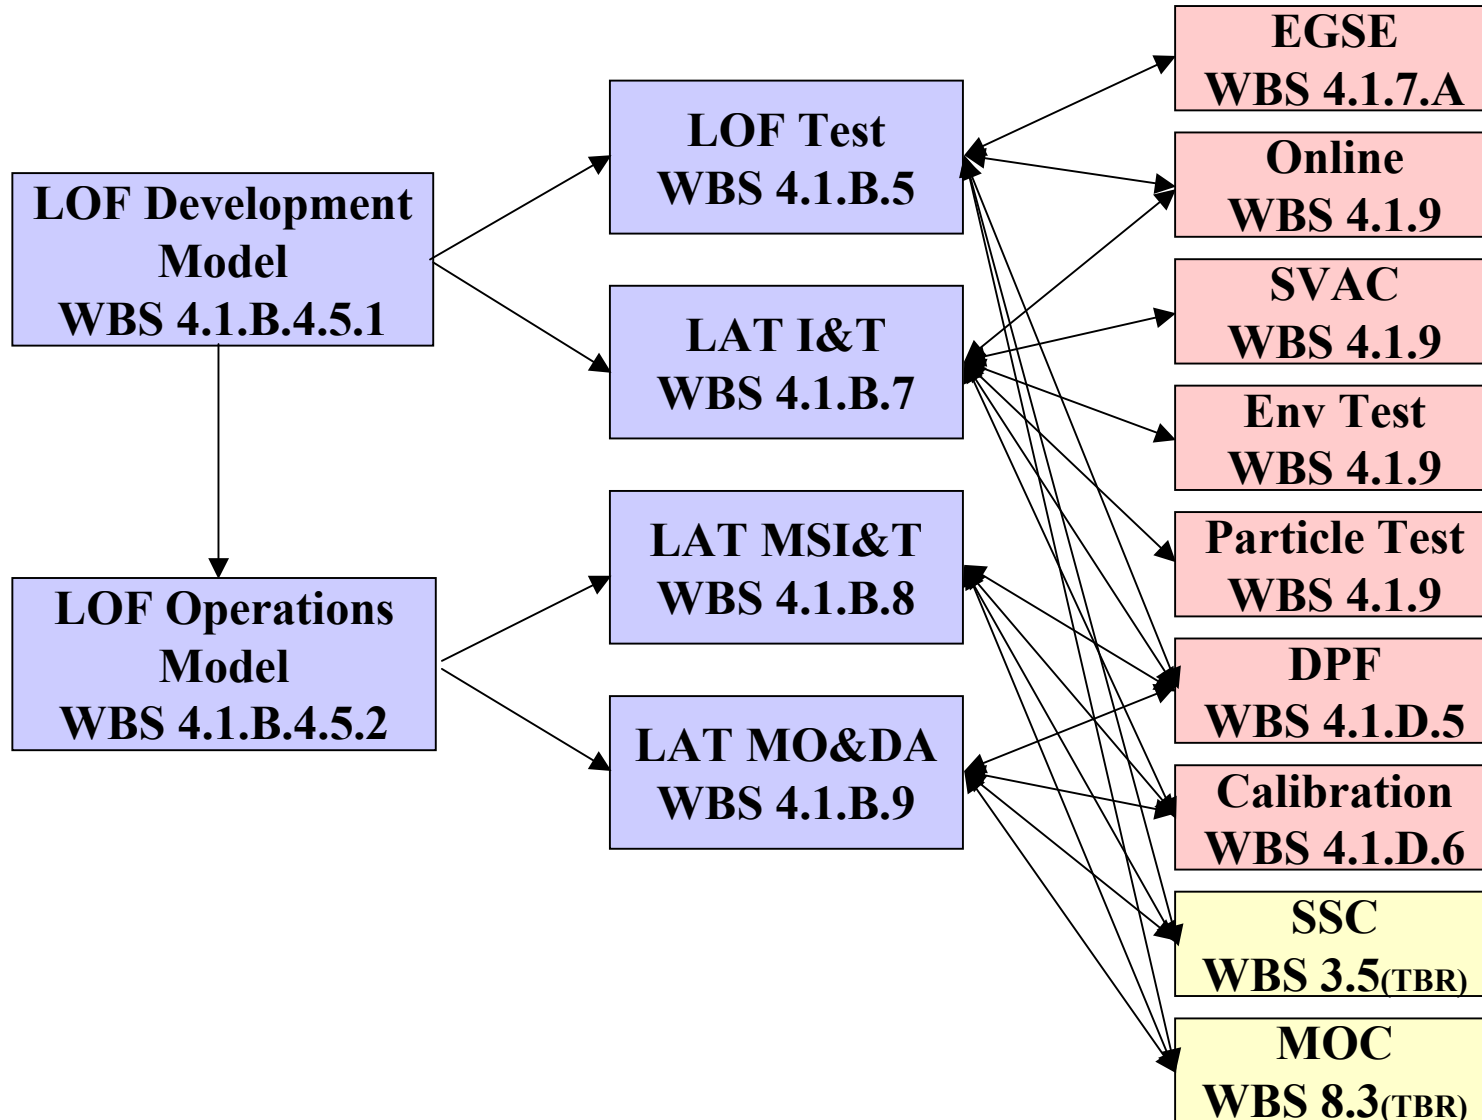 LOF Development
Model
WBS 4.1.B.4.5.1
LOF Operations
Model
WBS 4.1.B.4.5.2
LOF Test
WBS 4.1.B.5
LAT I&T
WBS 4.1.B.7
LAT MSI&T
WBS 4.1.B.8
LAT MO&DA
WBS 4.1.B.9
EGSE
WBS 4.1.7.A
Online
WBS 4.1.9
SVAC
WBS 4.1.9
Env Test
WBS 4.1.9
Particle Test
WBS 4.1.9
DPF
WBS 4.1.D.5
Calibration
WBS 4.1.D.6
SSC
WBS 3.5(TBR)
MOC
WBS 8.3(TBR)